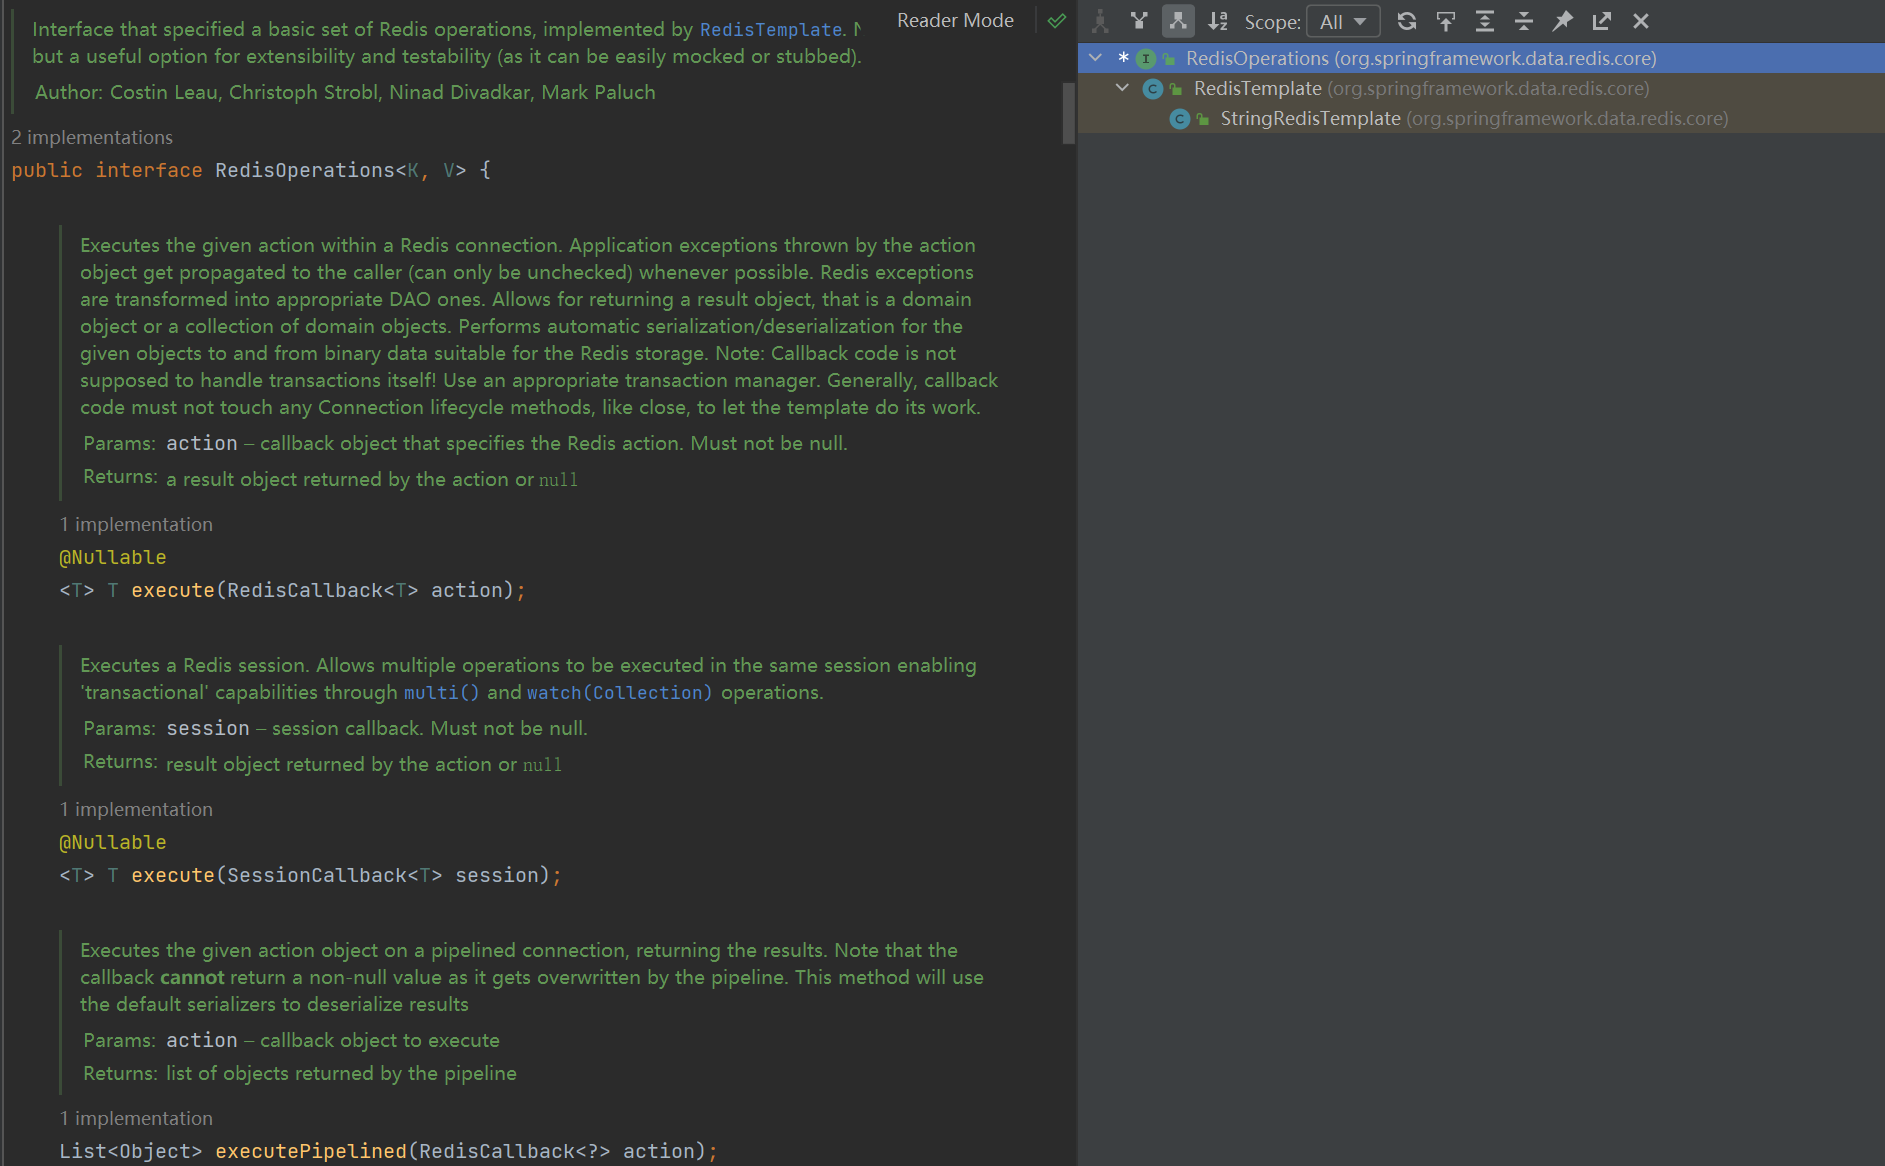 Interface that specified a basic set of Redis operations, implemented by RedisTemplate.
but a useful option for extensibility and testability (as it can be easily mocked or stubbed).
Author: Costin Leau, Christoph Strobl, Ninad Divadkar, Mark Paluch
Reader Mode
2 implementations
public interface RedisOperations<K, V> {
Executes the given action within a Redis connection. Application exceptions thrown by the action
object get propagated to the caller (can only be unchecked) whenever possible. Redis exceptions
are transformed into appropriate DAO ones. Allows for returning a result object, that is a domain
object or a collection of domain objects. Performs automatic serialization/deserialization for the
given objects to and from binary data suitable for the Redis storage. Note: Callback code is not
supposed to handle transactions itself! Use an appropriate transaction manager. Generally, callback
code must not touch any Connection lifecycle methods, like close, to let the template do its work.
Params: action – callback object that specifies the Redis action. Must not be null.
Returns: a result object returned by the action or null
1 implementation
@Nullable
<T> T execute(RedisCallback<T> action);
Executes a Redis session. Allows multiple operations to be executed in the same session enabling
'transactional' capabilities through multi() and watch(Collection) operations.
Params: session – session callback. Must not be null.
Returns: result object returned by the action or null
1 implementation
@Nullable
<T> T execute(SessionCallback<T> session);
Executes the given action object on a pipelined connection, returning the results. Note that the
callback cannot return a non-null value as it gets overwritten by the pipeline. This method will use
the default serializers to deserialize results
Params: action – callback object to execute
Returns: list of objects returned by the pipeline
1 implementation
List<Object> executePipelined(RedisCallback<?> action);
Scope: All
* RedisOperations (org.springframework.data.redis.core)
RedisTemplate (org.springframework.data.redis.core)
StringRedisTemplate (org.springframework.data.redis.core)